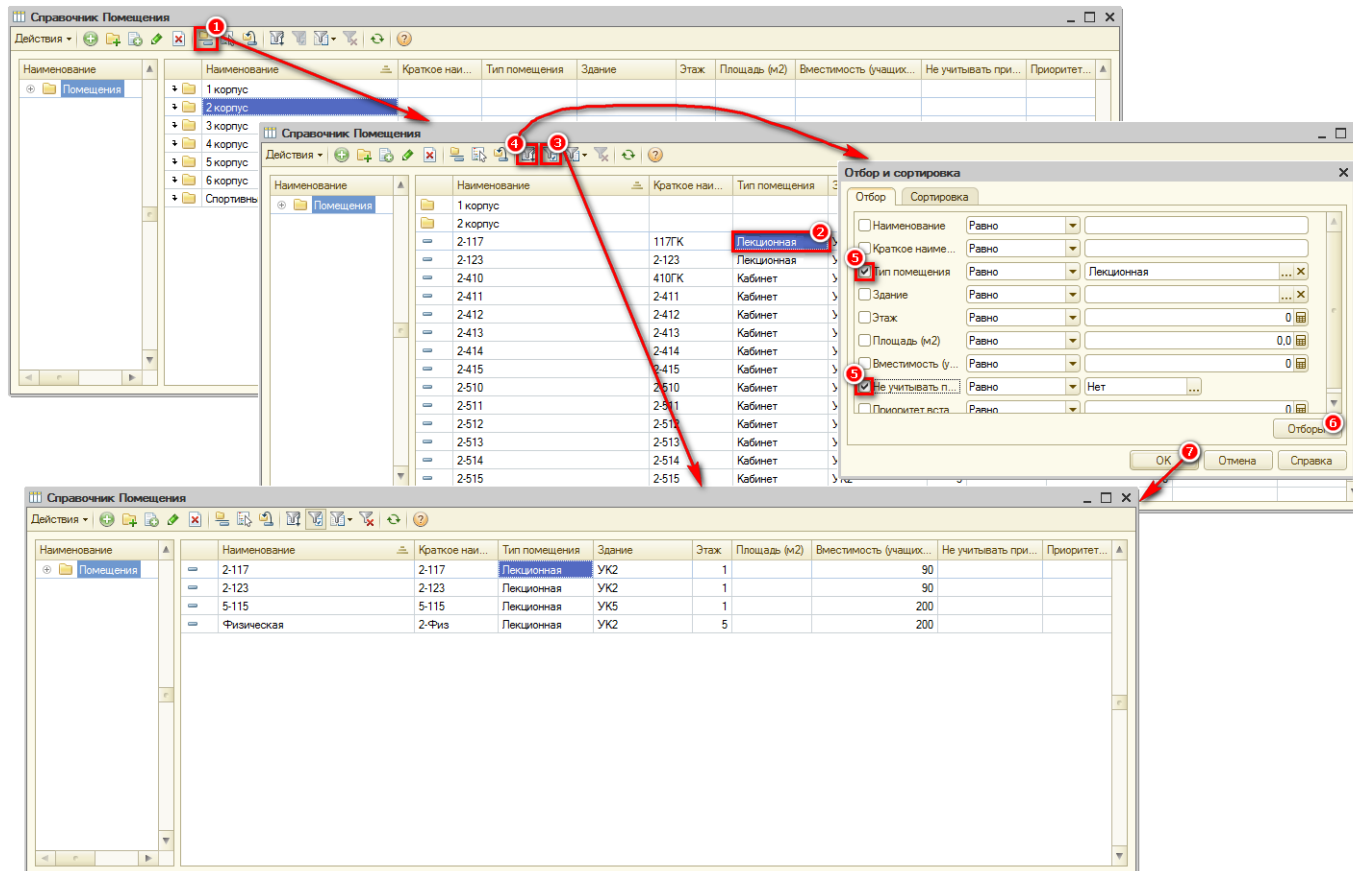 Справочник Помещения
1
Действия
Наименование
Помещения
Наименование Краткое наи... Тип помещения Здание Этаж Площадь (м2) Вместимость (учащих... Не учитывать при... Приоритет...
1 корпус
2 корпус
3 корпус
4 корпус
5 корпус
6 корпус
Спортивны
Справочник Помещения
4 3
Действия
Наименование
Помещения
Наименование Краткое наи... Тип помещения
1 корпус
2 корпус
2
2-117 117ГК Лекционная
2-123 2-123 Лекционная
2-410 410ГК Кабинет
2-411 2-411 Кабинет
2-412 2-412 Кабинет
2-413 2-413 Кабинет
2-414 2-414 Кабинет
2-415 2-415 Кабинет
2-510 2-510 Кабинет
2-511 2-511 Кабинет
2-512 2-512 Кабинет
2-513 2-513 Кабинет
2-514 2-514 Кабинет
2-515 2-515 Кабинет
Отбор и сортировка
Отбор Сортировка
Наименование Равно
Краткое наиме... Равно
5
Тип помещения Равно Лекционная ...
Здание Равно ...
Этаж Равно 0
Площадь (м2) Равно 0,0
Вместимость (у... Равно 0
5
Не учитывать п... Равно Нет ...
Приоритет вста Равно 0
Отборы 6
7
OK Отмена Справка
Справочник Помещения
Действия
Наименование
Помещения
Наименование Краткое наи... Тип помещения Здание Этаж Площадь (м2) Вместимость (учащих... Не учитывать при... Приоритет...
2-117 2-117 Лекционная УК2 1 90
2-123 2-123 Лекционная УК2 1 90
5-115 5-115 Лекционная УК5 1 200
Физическая 2-Физ Лекционная УК2 5 200